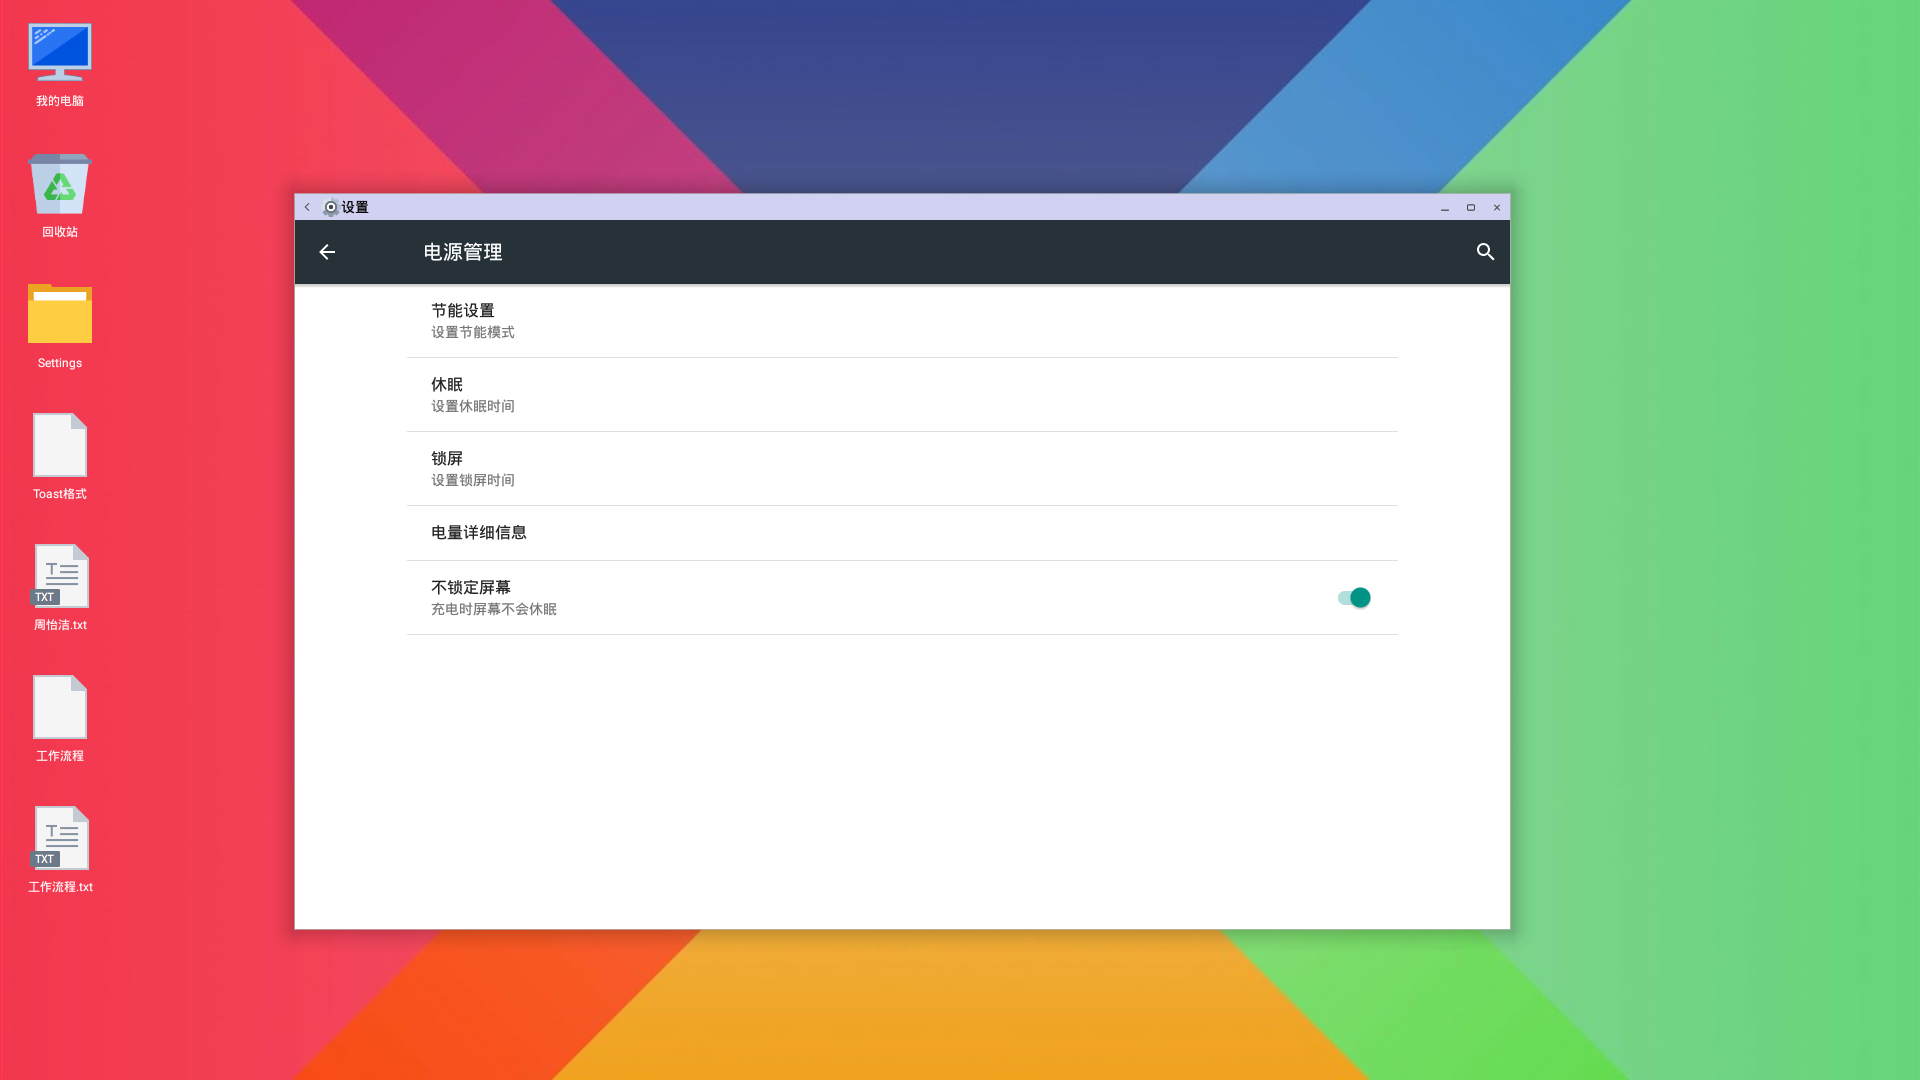 我的电脑
回收站
Settings
Toast格式
TXT
周怡洁.txt
工作流程
TXT
工作流程.txt
设置
电源管理
节能设置
设置节能模式
休眠
设置休眠时间
锁屏
设置锁屏时间
电量详细信息
不锁定屏幕
充电时屏幕不会休眠